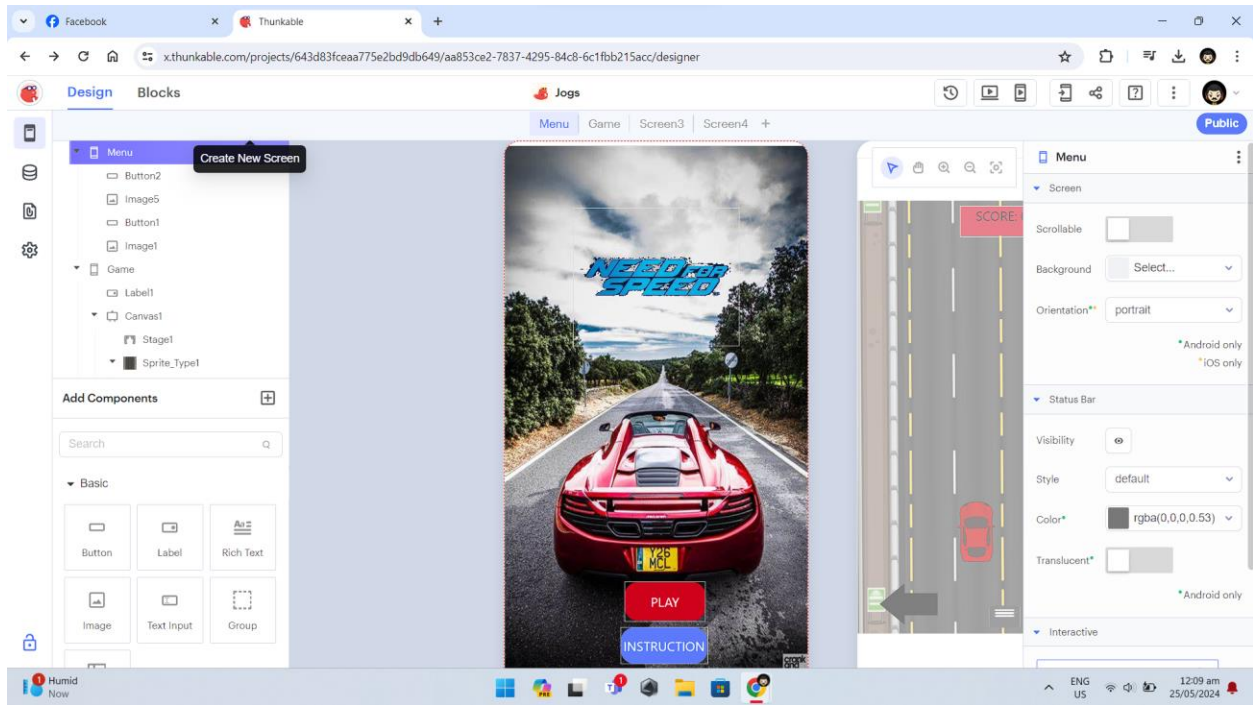 Facebook
Thunkable
x.thunkable.com/projects/643d83fceaa775e2bd9db649/aa853ce2-7837-4295-84c8-6c1fbb215acc/designer
Design Blocks
Jogs
Menu Game Screen3 Screen4 +
Public
Menu
Create New Screen
Button2
Image5
Button1
Image1
Game
Label1
Canvas1
Stage1
Sprite_Type1
Add Components
Search
Basic
Button Label Rich Text
Image Text Input Group
NEED FOR
SPEED
Y26
MCL
PLAY
INSTRUCTION
SCORE:
Menu
Screen
Scrollable
Background Select...
Orientation** portrait
*Android only
*iOS only
Status Bar
Visibility
Style default
Color* rgba(0,0,0,0.53)
Translucent*
*Android only
Interactive
1 Humid
Now
PRE
1
ENG
US
12:09 am
25/05/2024